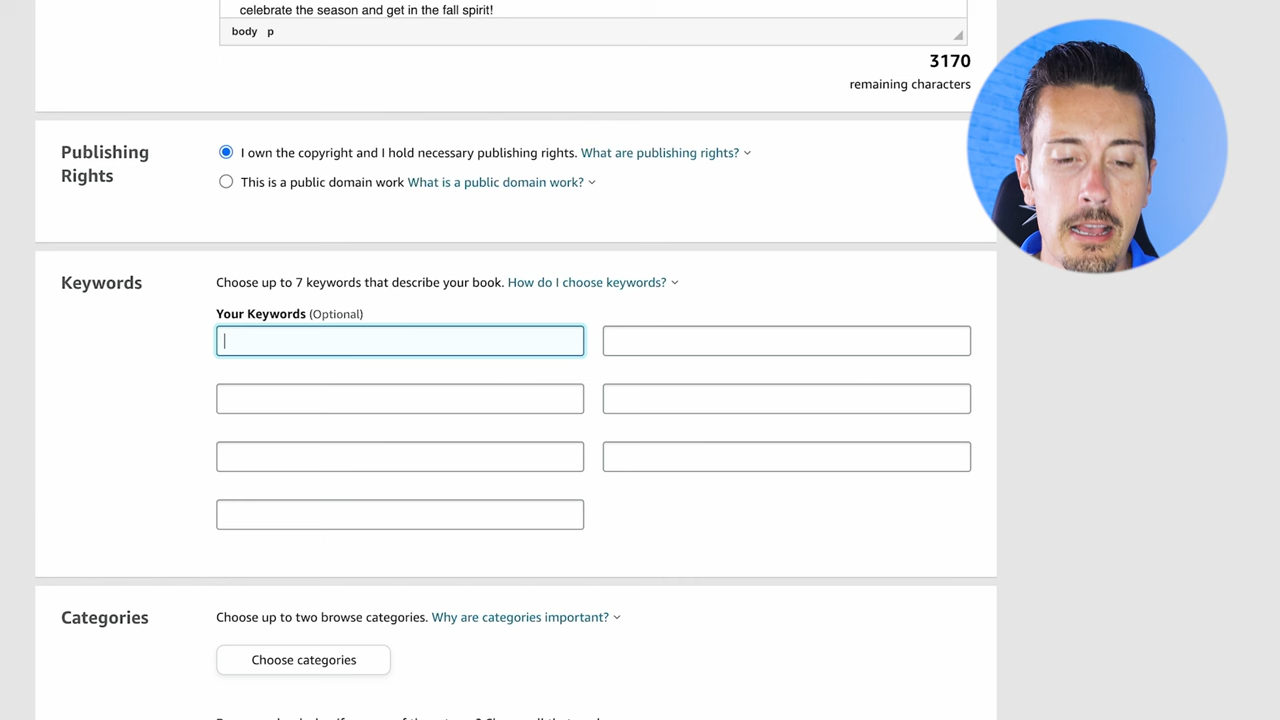 celebrate the season and get in the fall spirit!
body p
3170
remaining characters
Publishing
Rights
I own the copyright and I hold necessary publishing rights. What are publishing rights?
This is a public domain work What is a public domain work?
Keywords
Choose up to 7 keywords that describe your book. How do I choose keywords?
Your Keywords (Optional)
Categories
Choose up to two browse categories. Why are categories important?
Choose categories